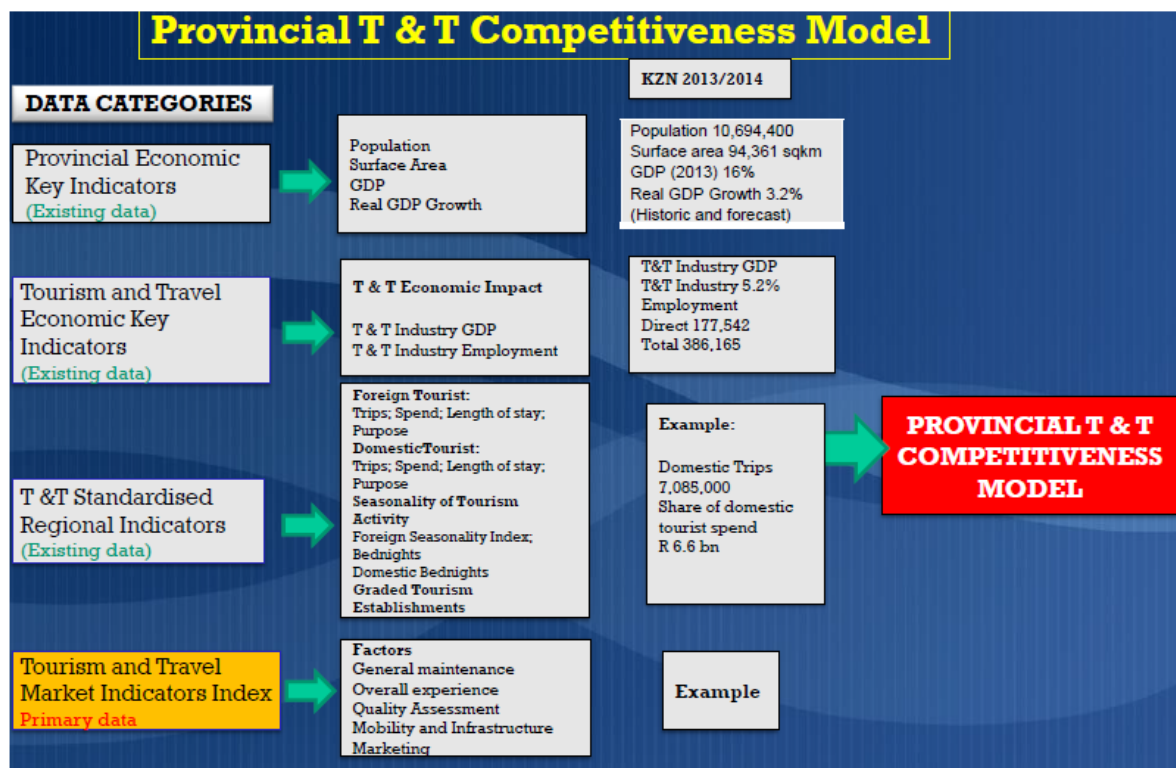 Provincial T & T Competitiveness Model
KZN 2013/2014
DATA CATEGORIES
Provincial Economic
Key Indicators
(Existing data)
Population
Surface Area
GDP
Real GDP Growth
Population 10,694,400
Surface area 94,361 sqkm
GDP (2013) 16%
Real GDP Growth 3.2%
(Historic and forecast)
Tourism and Travel
Economic Key
Indicators
(Existing data)
T & T Economic Impact
T & T Industry GDP
T & T Industry Employment
T&T Industry GDP
T&T Industry 5.2%
Employment
Direct 177,542
Total 386,165
T &T Standardised
Regional Indicators
(Existing data)
Foreign Tourist:
Trips; Spend; Length of stay;
Purpose
DomesticTourist:
Trips; Spend; Length of stay;
Purpose
Seasonality of Tourism
Activity
Foreign Seasonality Index;
Bednights
Domestic Bednights
Graded Tourism
Establishments
Example:
Domestic Trips
7,085,000
Share of domestic
tourist spend
R 6.6 bn
PROVINCIAL T & T
COMPETITIVENESS
MODEL
Tourism and Travel
Market Indicators Index
Primary data
Factors
General maintenance
Overall experience
Quality Assessment
Mobility and Infrastructure
Marketing
Example